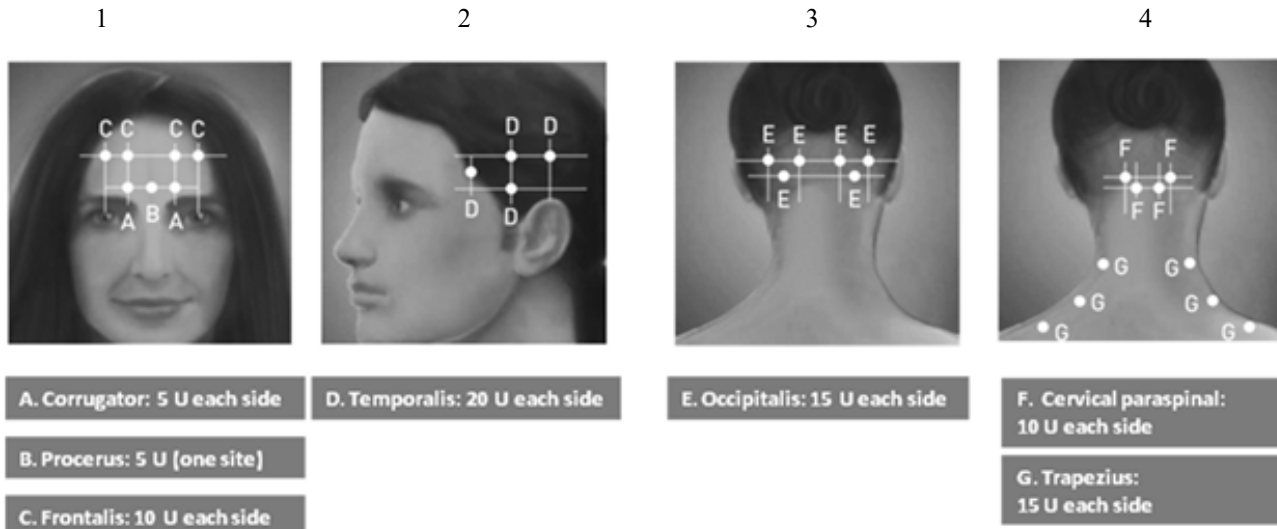 1 2 3 4
C C C C
A B A
D D
D D
E E E E
E E
F F
F F
G G
G G
G G
A. Corrugator: 5 U each side
B. Procerus: 5 U (one site)
C. Frontalis: 10 U each side
D. Temporalis: 20 U each side
E. Occipitalis: 15 U each side
F. Cervical paraspinal:
10 U each side
G. Trapezius:
15 U each side